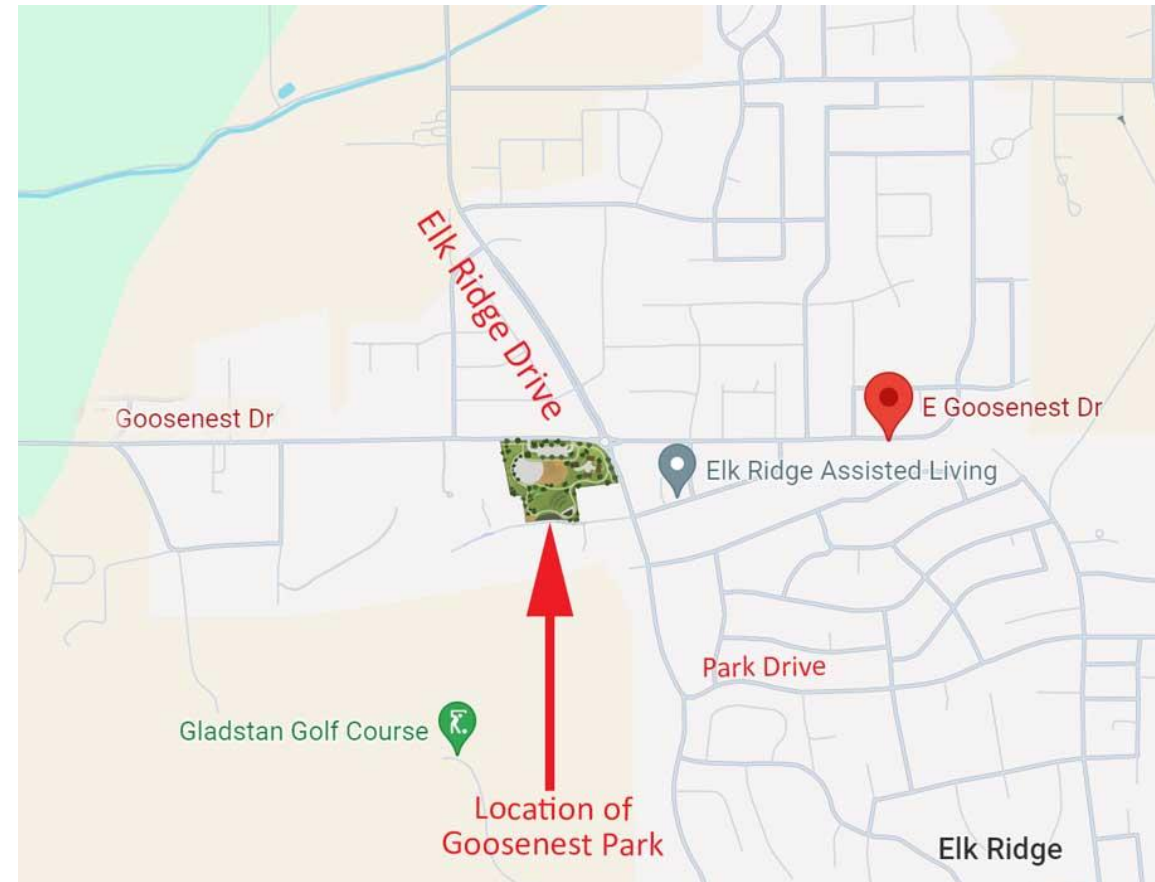 Elk Ridge Drive
Goosenest Dr
E Goosenest Dr
Elk Ridge Assisted Living
Park Drive
Gladstan Golf Course
Location of
Goosenest Park
Elk Ridge